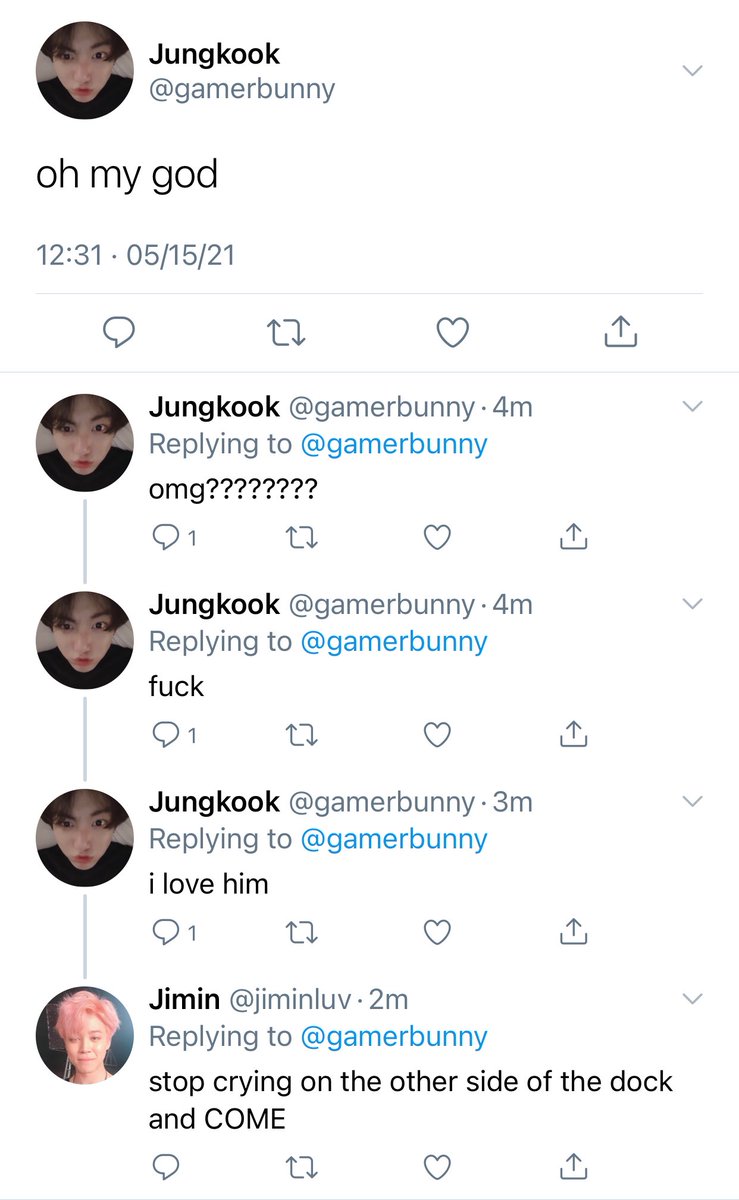 Jungkook
@gamerbunny
oh my god
12:31 · 05/15/21
Jungkook @gamerbunny · 4m
Replying to @gamerbunny
omg????????
1
Jungkook @gamerbunny · 4m
Replying to @gamerbunny
fuck
1
Jungkook @gamerbunny · 3m
Replying to @gamerbunny
i love him
1
Jimin @jiminluv · 2m
Replying to @gamerbunny
stop crying on the other side of the dock
and COME